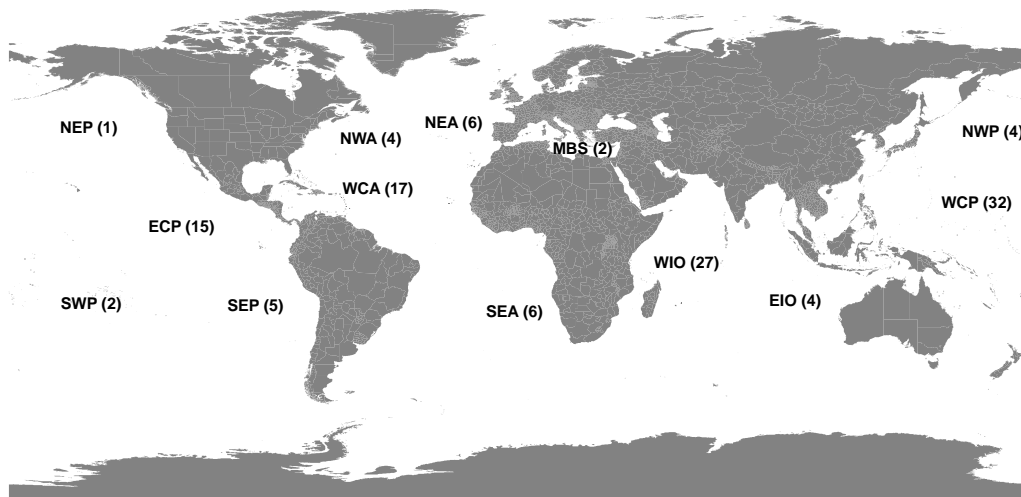 NEP (1)
NWA (4)
NEA (6)
MBS (2)
NWP (4)
WCA (17)
WCP (32)
ECP (15)
WIO (27)
SWP (2)
SEP (5)
SEA (6)
EIO (4)